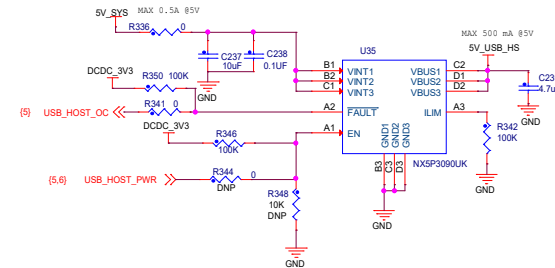 MAX 0.5A @5V
5V_SYS
R336 0
MAX 500 mA @5V
5V_USB_HS
C237
10uF
C238
0.1UF
GND
U35
B1 VINT1
B2 VINT2
C1 VINT3
VBUS1 C2
VBUS2 D1
VBUS3 D2
C23
4.7u
GND
DCDC_3V3
R350 100K
R341 0
{5} USB_HOST_OC
A2 FAULT
ILIM A3
DCDC_3V3
R346
100K
A1 EN
GND1
GND2
GND3
B3
C3
D3
NX5P3090UK
R342
100K
GND
{5,6} USB_HOST_PWR
R344 0
DNP
R348
10K
DNP
GND
GND